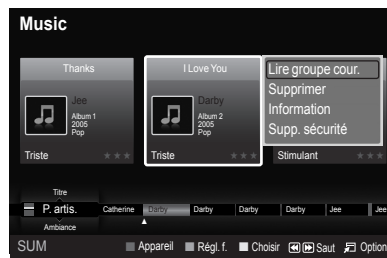 Music
Thanks
I Love You
Jee
Album 1
2005
Pop
Triste
Darby
Album 2
2005
Pop
Triste
Lire groupe cour.
Supprimer
Information
Supp. sécurité
Stimulant
Titre
P. artis.
Ambiance
Catherine Darby Darby Darby Darby Jee Jee
SUM Appareil Régl. f. Choisir Saut Option